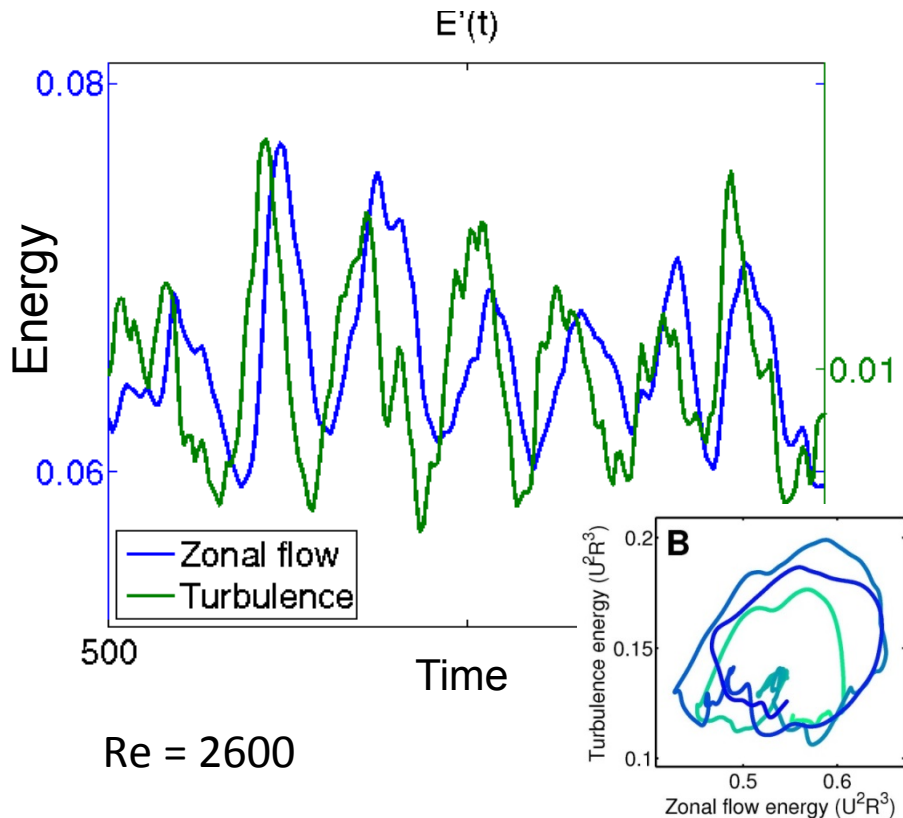 E'(t)
0.08
Energy
0.01
0.06
Zonal flow
Turbulence
500
Time
Re = 2600
B
Turbulence energy (U²R³)
0.2
0.15
0.1
0.5
0.6
Zonal flow energy (U²R³)